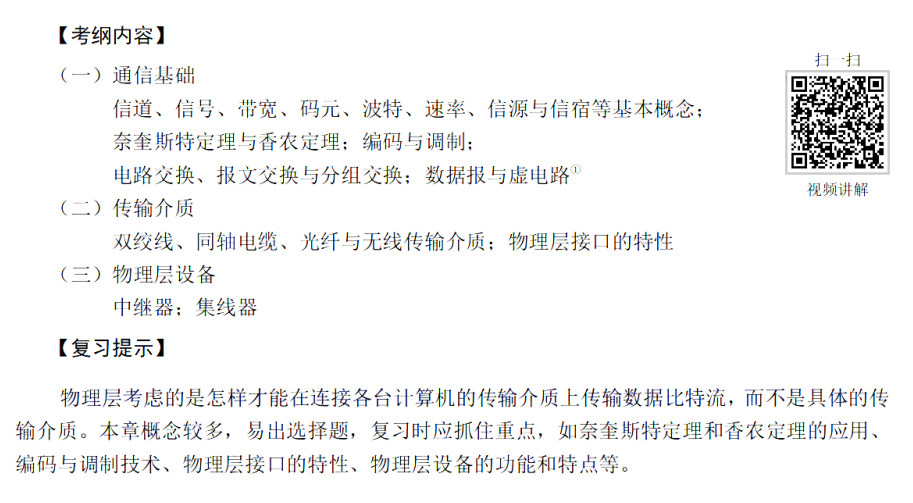 【考纲内容】
扫一扫
（一）通信基础
信道、信号、带宽、码元、波特、速率、信源与信宿等基本概念；
奈奎斯特定理与香农定理；编码与调制；
电路交换、报文交换与分组交换；数据报与虚电路①
视频讲解
（二）传输介质
双绞线、同轴电缆、光纤与无线传输介质；物理层接口的特性
（三）物理层设备
中继器；集线器
【复习提示】
物理层考虑的是怎样才能在连接各台计算机的传输介质上传输数据比特流，而不是具体的传
输介质。本章概念较多，易出选择题，复习时应抓住重点，如奈奎斯特定理和香农定理的应用、
编码与调制技术、物理层接口的特性、物理层设备的功能和特点等。